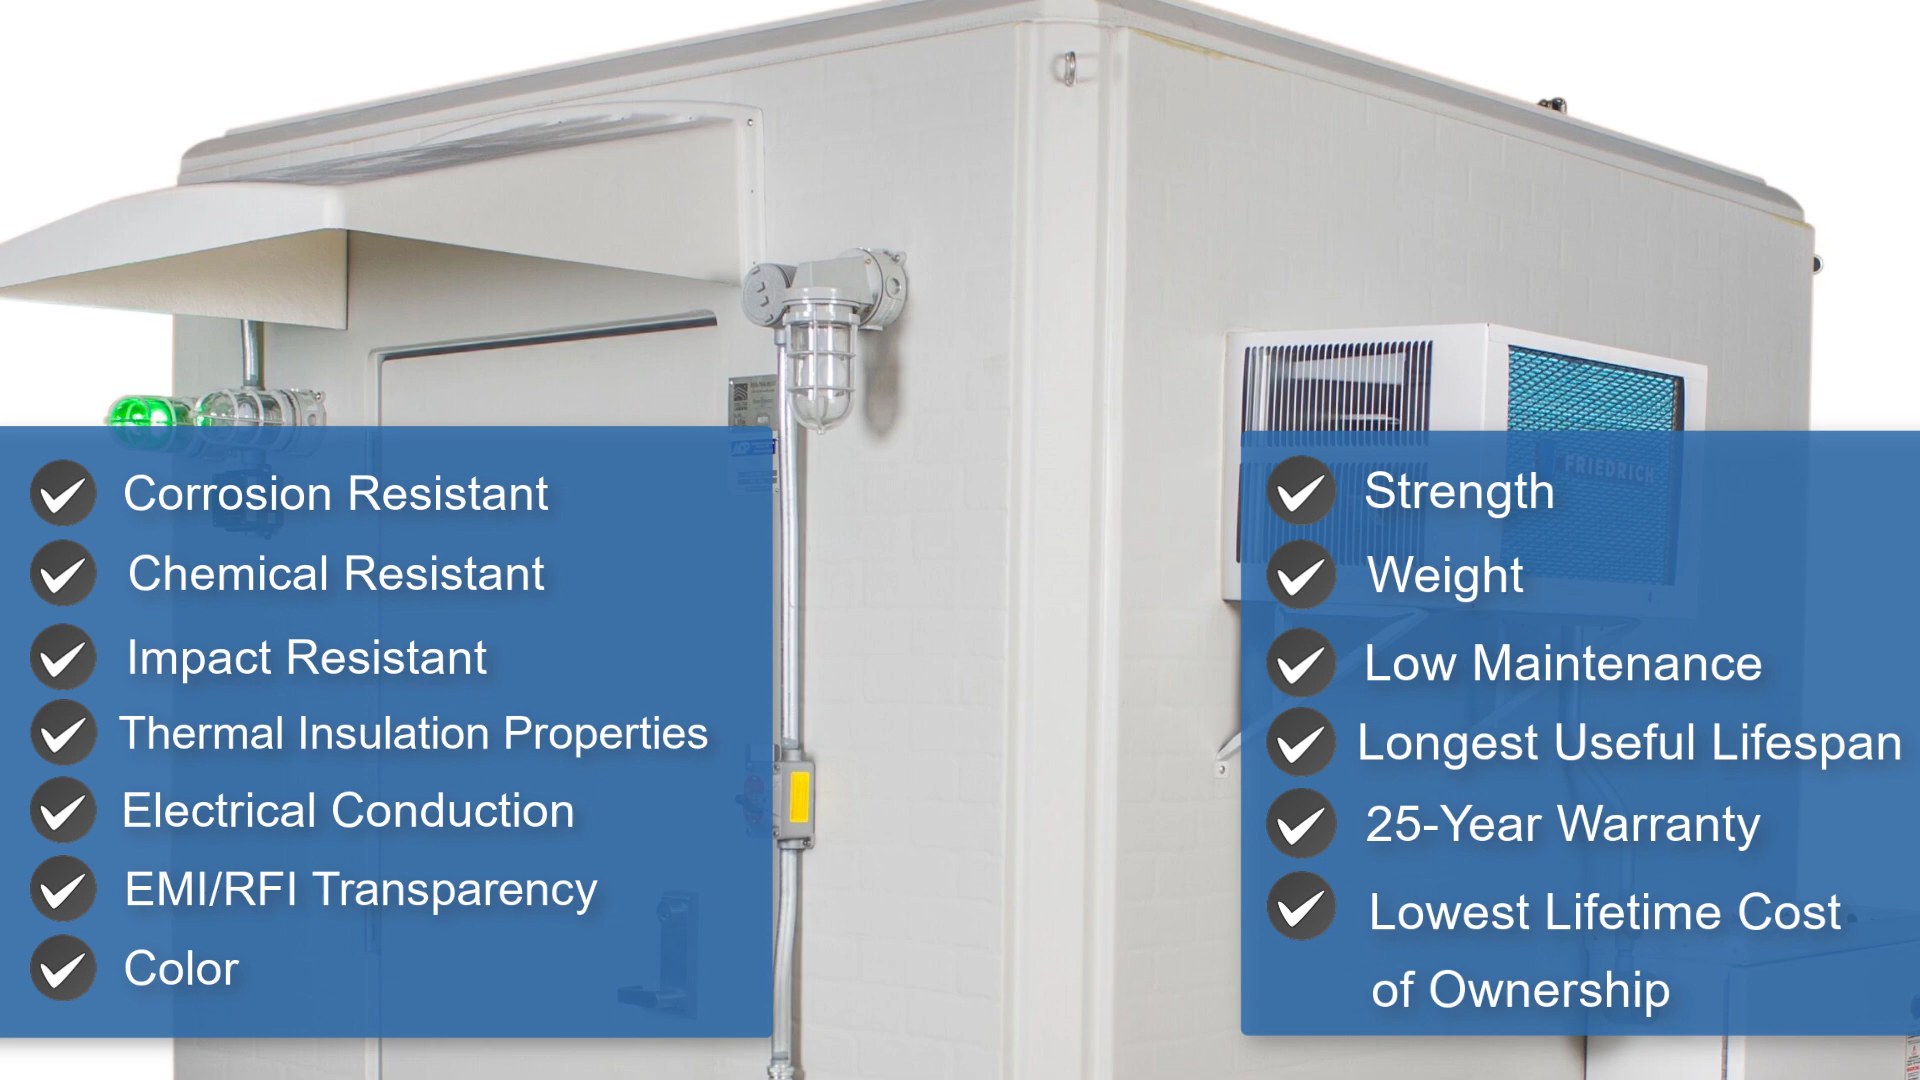 Corrosion Resistant
Chemical Resistant
Impact Resistant
Thermal Insulation Properties
Electrical Conduction
EMI/RFI Transparency
Color
FRIEDRICH
Strength
Weight
Low Maintenance
Longest Useful Lifespan
25-Year Warranty
Lowest Lifetime Cost
of Ownership